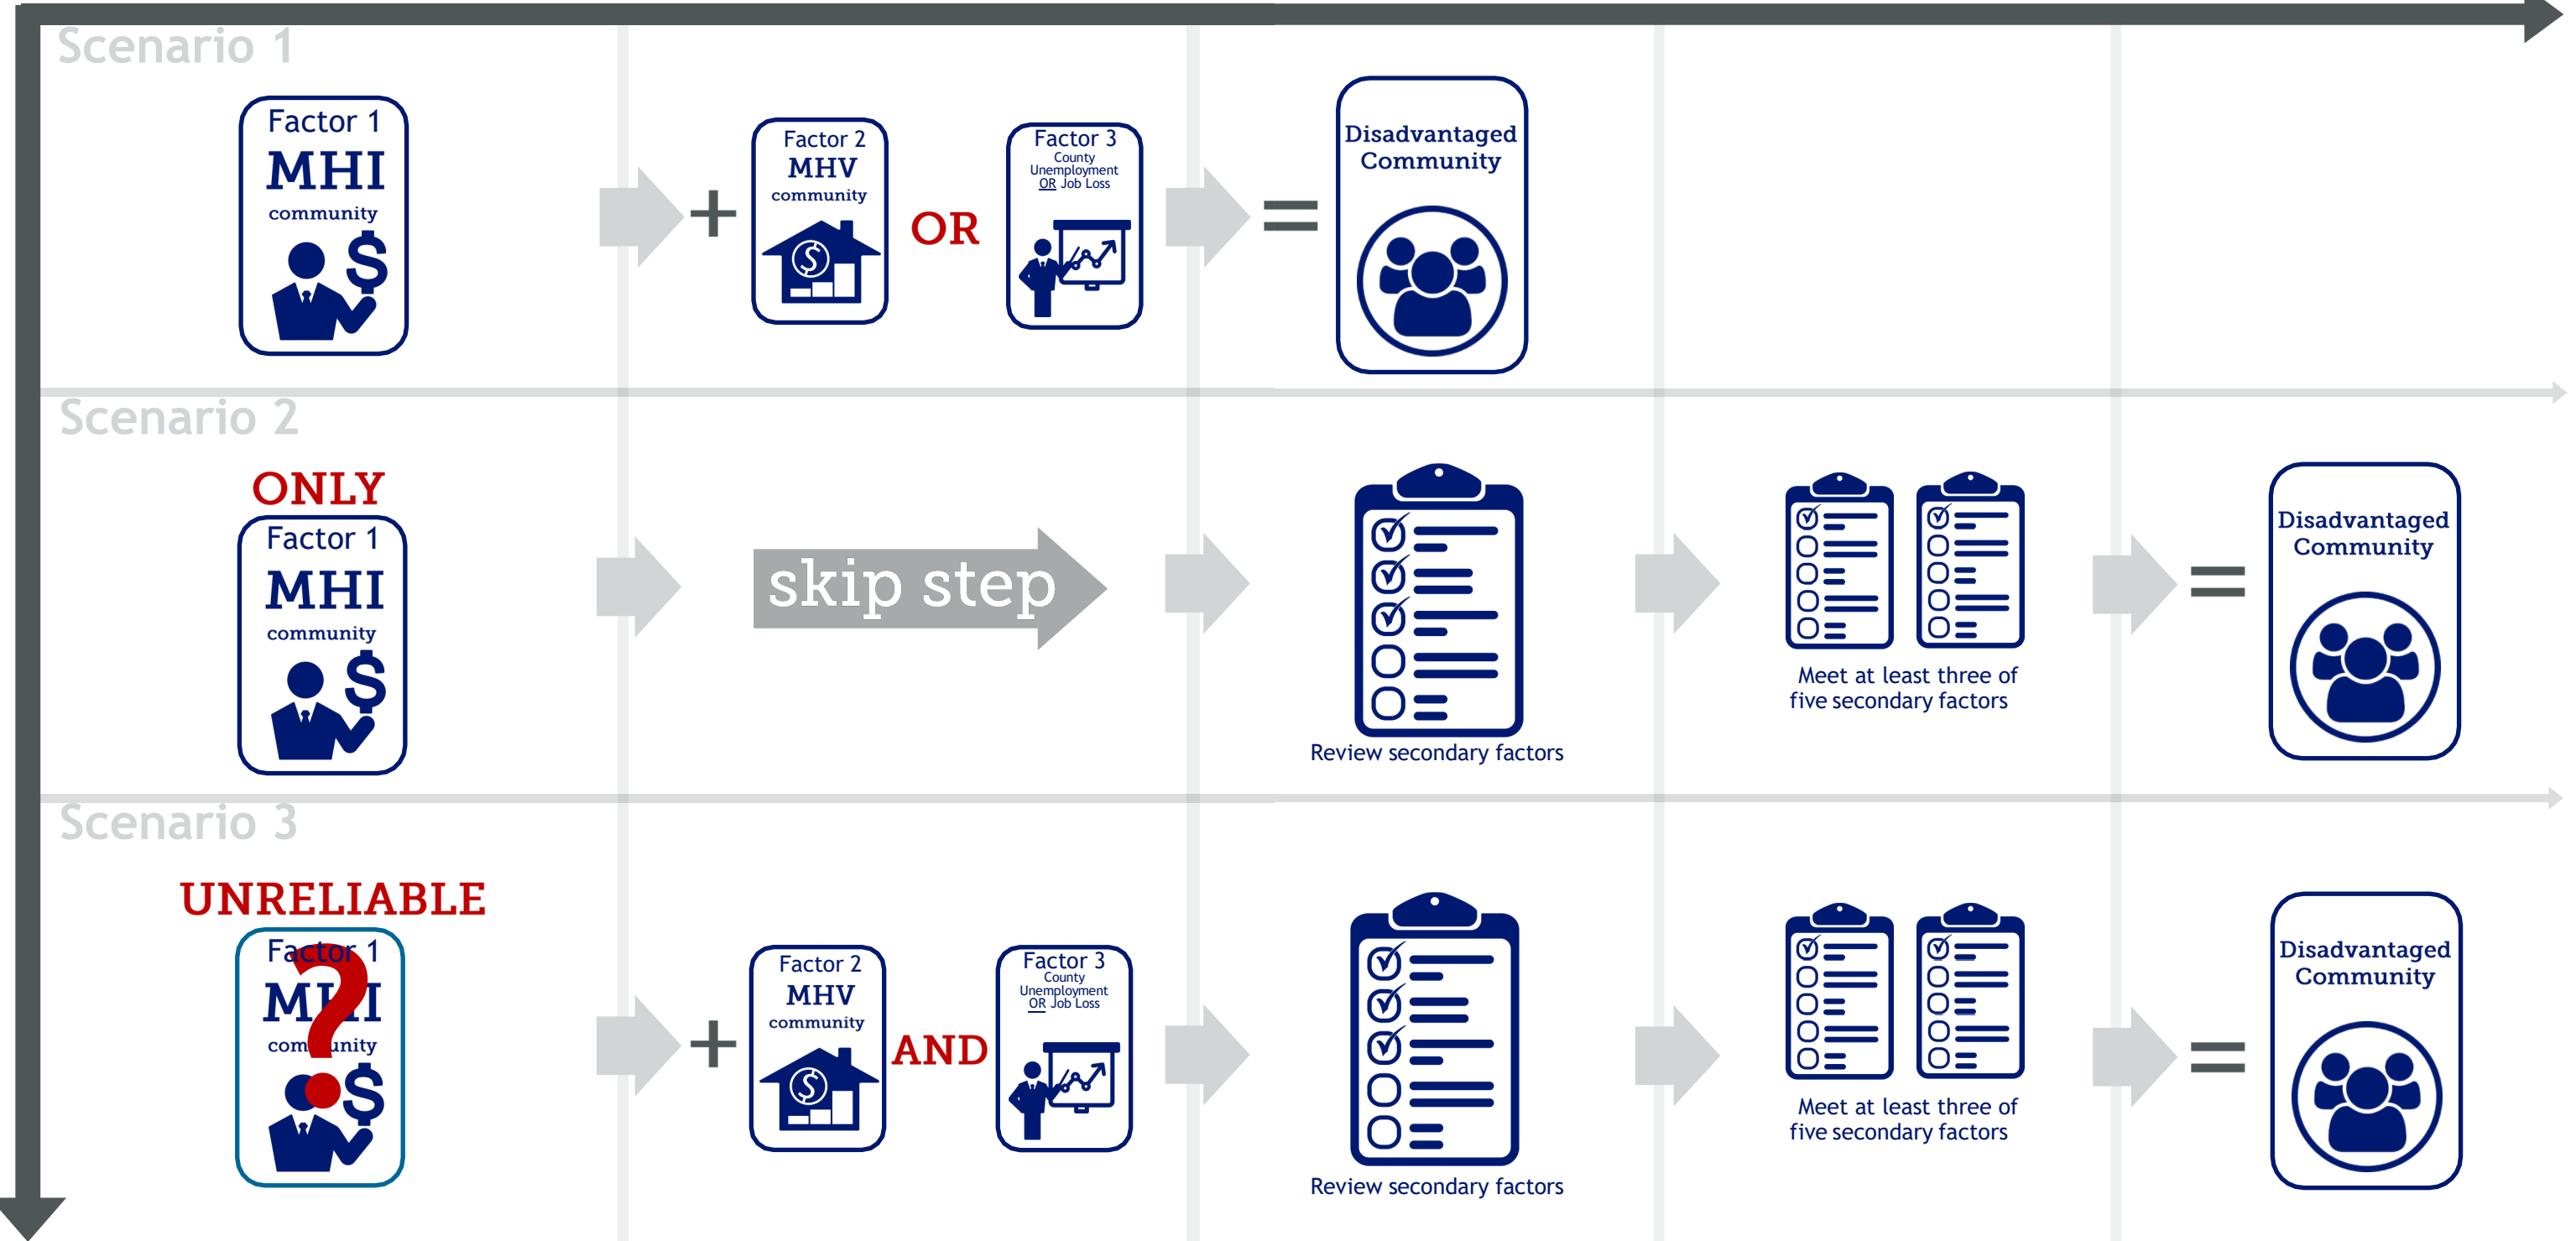 Scenario 1
Factor 1
MHI
community
$
+
Factor 2
MHV
community
$
OR
Factor 3
County
Unemployment
OR Job Loss
=
Disadvantaged
Community
Scenario 2
ONLY
Factor 1
MHI
community
$
skip step
Review secondary factors
Meet at least three of
five secondary factors
=
Disadvantaged
Community
Scenario 3
UNRELIABLE
Factor 1
MHI
community
?
$
+
Factor 2
MHV
community
$
AND
Factor 3
County
Unemployment
OR Job Loss
Review secondary factors
Meet at least three of
five secondary factors
=
Disadvantaged
Community